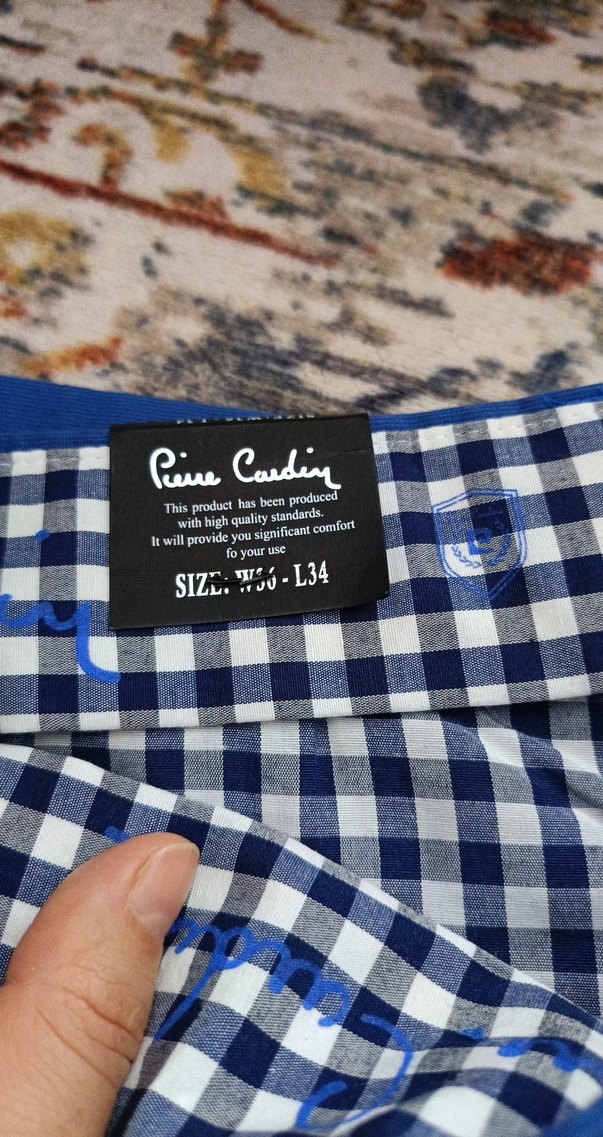 Pierre Cardin
This product has been produced
with high quality standards.
It will provide you significant comfort
fo your use
SIZE: W36 - L34